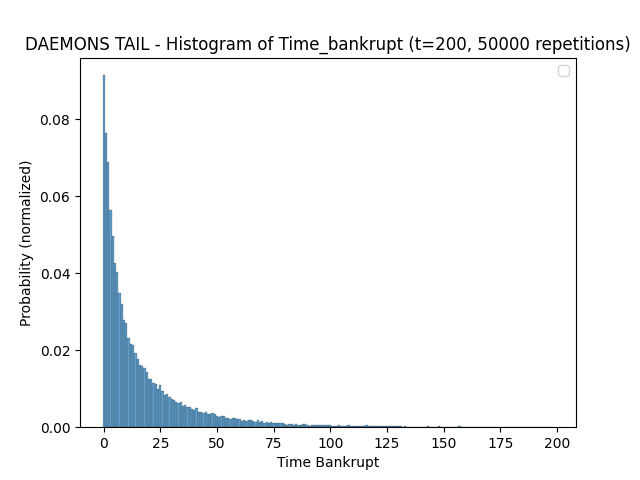 DAEMONS TAIL - Histogram of Time_bankrupt (t=200, 50000 repetitions)
0.08
0.06
0.04
0.02
0.00
Probability (normalized)
0 25 50 75 100 125 150 175 200
Time Bankrupt